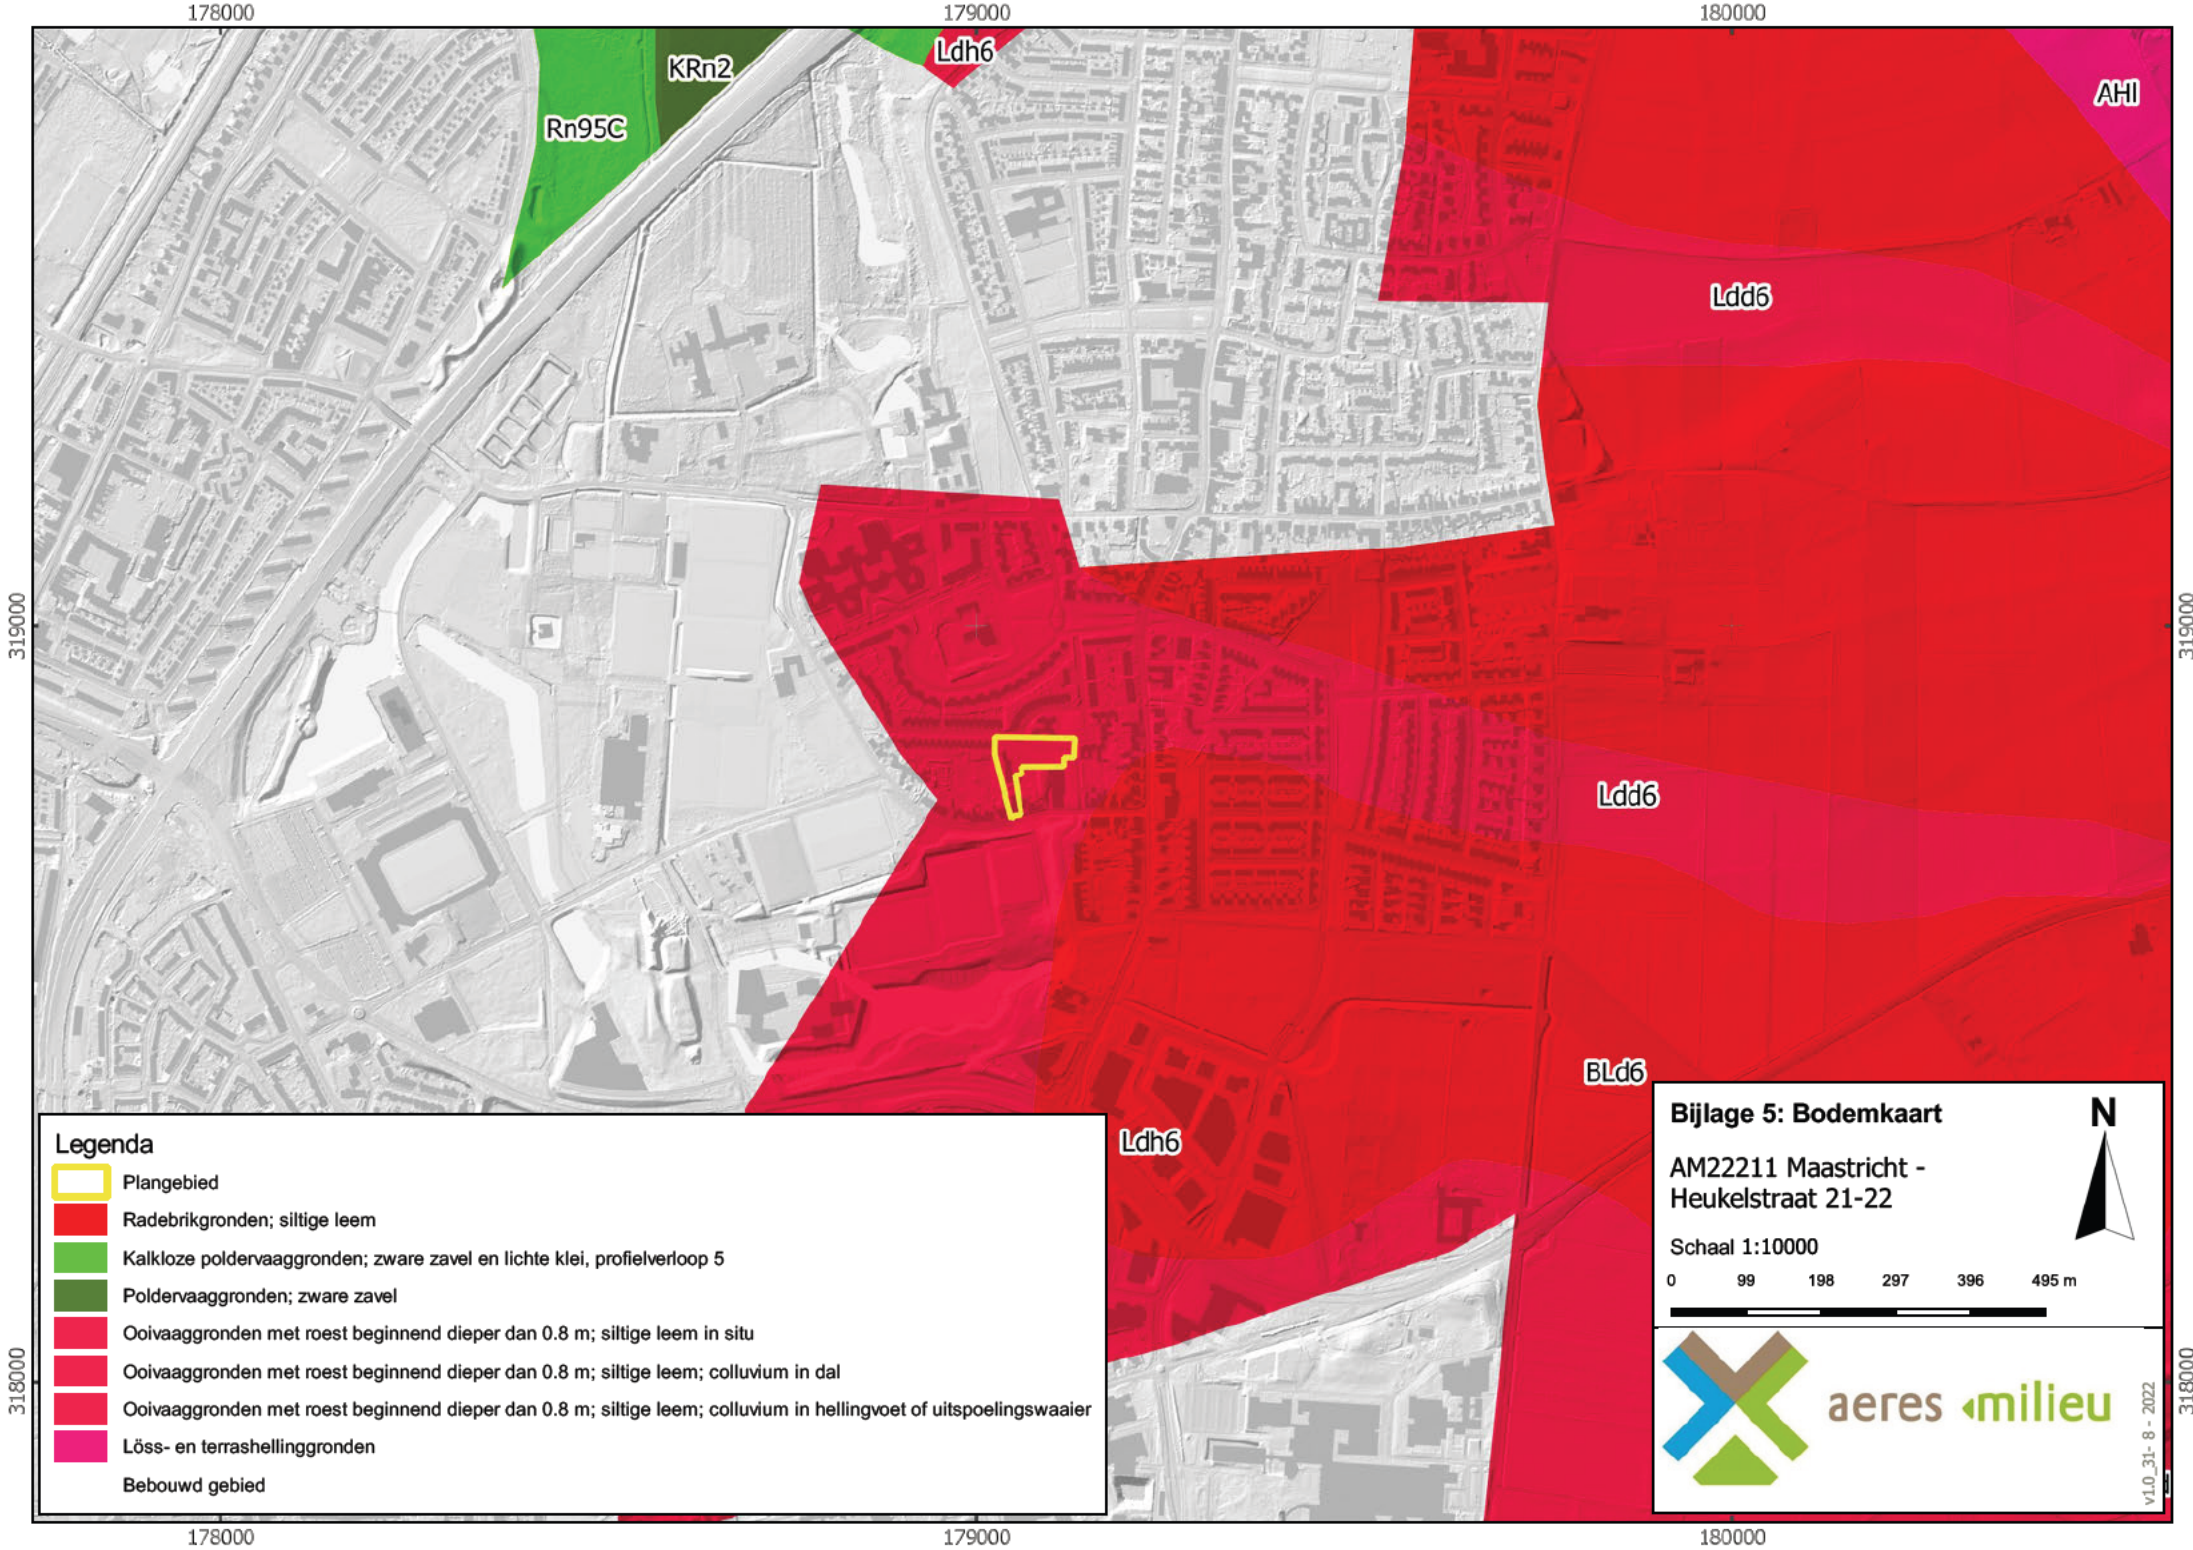 178000
179000
180000
Ldh6
KRn2
Rn95C
AHl
Ldd6
319000
319000
Ldd6
BLd6
Ldh6
Legenda
Plangebied
Radebrikgronden; siltige leem
Kalkloze poldervaaggronden; zware zavel en lichte klei, profielverloop 5
Poldervaaggronden; zware zavel
Ooivaaggronden met roest beginnend dieper dan 0.8 m; siltige leem in situ
Ooivaaggronden met roest beginnend dieper dan 0.8 m; siltige leem; colluvium in dal
Ooivaaggronden met roest beginnend dieper dan 0.8 m; siltige leem; colluvium in hellingvoet of uitspoelingswaaier
Löss- en terrashellinggronden
Bebouwd gebied
Bijlage 5: Bodemkaart
N
AM22211 Maastricht -
Heukelstraat 21-22
Schaal 1:10000
0 99 198 297 396 495 m
aeres milieu
v1.0_31- 8 - 2022
318000
318000
178000
179000
180000